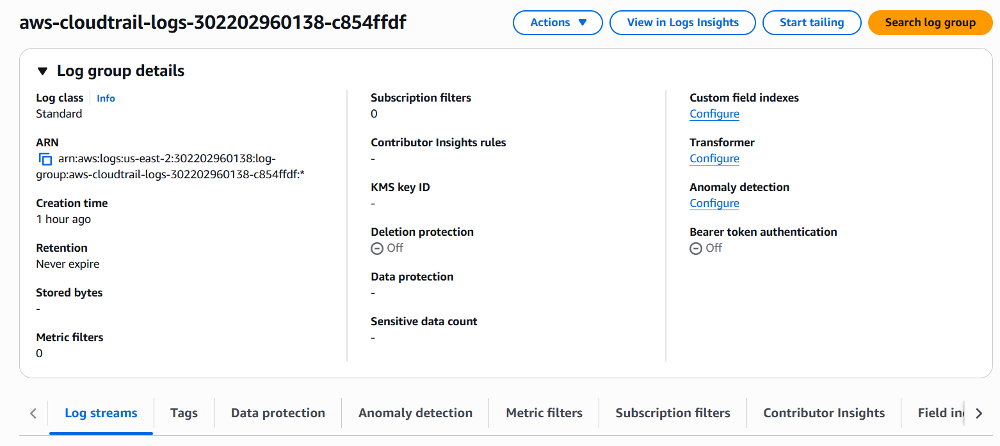 aws-cloudtrail-logs-302202960138-c854ffdf
Actions
View in Logs Insights
Start tailing
Search log group
Log group details
Log class
Info
Standard
ARN
arn:aws:logs:us-east-2:302202960138:log-
group:aws-cloudtrail-logs-302202960138-c854ffdf:*
Creation time
1 hour ago
Retention
Never expire
Stored bytes
-
Metric filters
0
Subscription filters
0
Contributor Insights rules
-
KMS key ID
-
Deletion protection
Off
Data protection
-
Sensitive data count
-
Custom field indexes
Configure
Transformer
Configure
Anomaly detection
Configure
Bearer token authentication
Off
Log streams
Tags
Data protection
Anomaly detection
Metric filters
Subscription filters
Contributor Insights
Field in